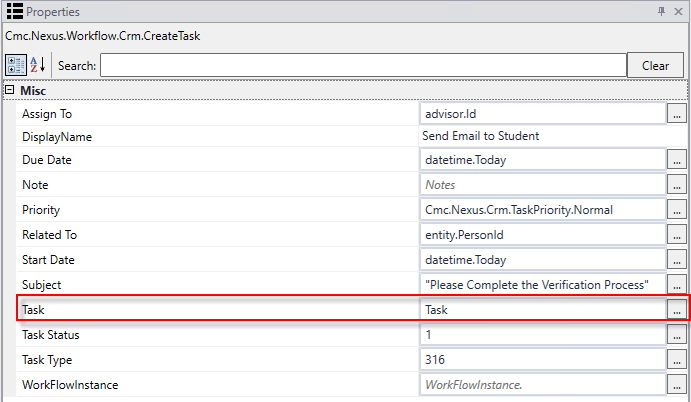 Properties
Cmc.Nexus.Workflow.Crm.CreateTask
A Z Search: Clear
Misc
Assign To advisor.Id ...
DisplayName Send Email to Student
Due Date datetime.Today ...
Note Notes ...
Priority Cmc.Nexus.Crm.TaskPriority.Normal ...
Related To entity.PersonId ...
Start Date datetime.Today ...
Subject "Please Complete the Verification Process" ...
Task Task ...
Task Status 1 ...
Task Type 316 ...
WorkFlowInstance WorkFlowInstance. ...